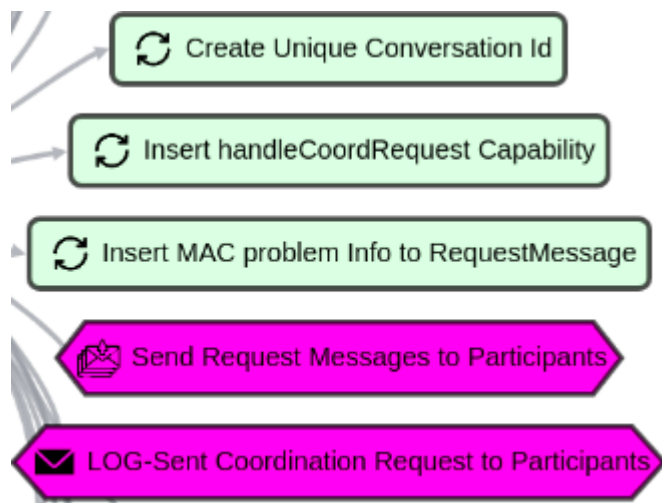 Create Unique Conversation Id
Insert handleCoordRequest Capability
Insert MAC problem Info to RequestMessage
Send Request Messages to Participants
LOG-Sent Coordination Request to Participants